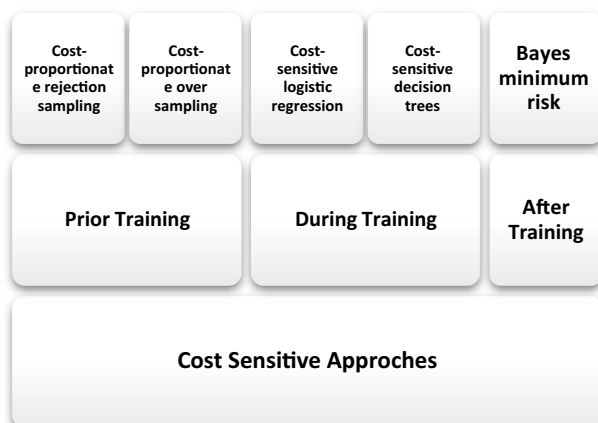 Cost-
proportionat
e rejection
sampling
Cost-
proportionat
e over
sampling
Cost-
sensitive
logistic
regression
Cost-
sensitive
decision
trees
Bayes
minimum
risk
Prior Training
During Training
After
Training
Cost Sensitive Approches